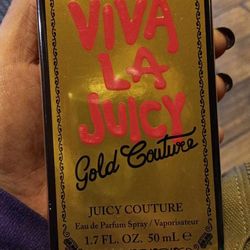 VIVA
LA
JUICY
Gold Couture
JUICY COUTURE
Eau de Parfum Spray / Vaporisateur
1.7 FL. OZ. 50 mL e